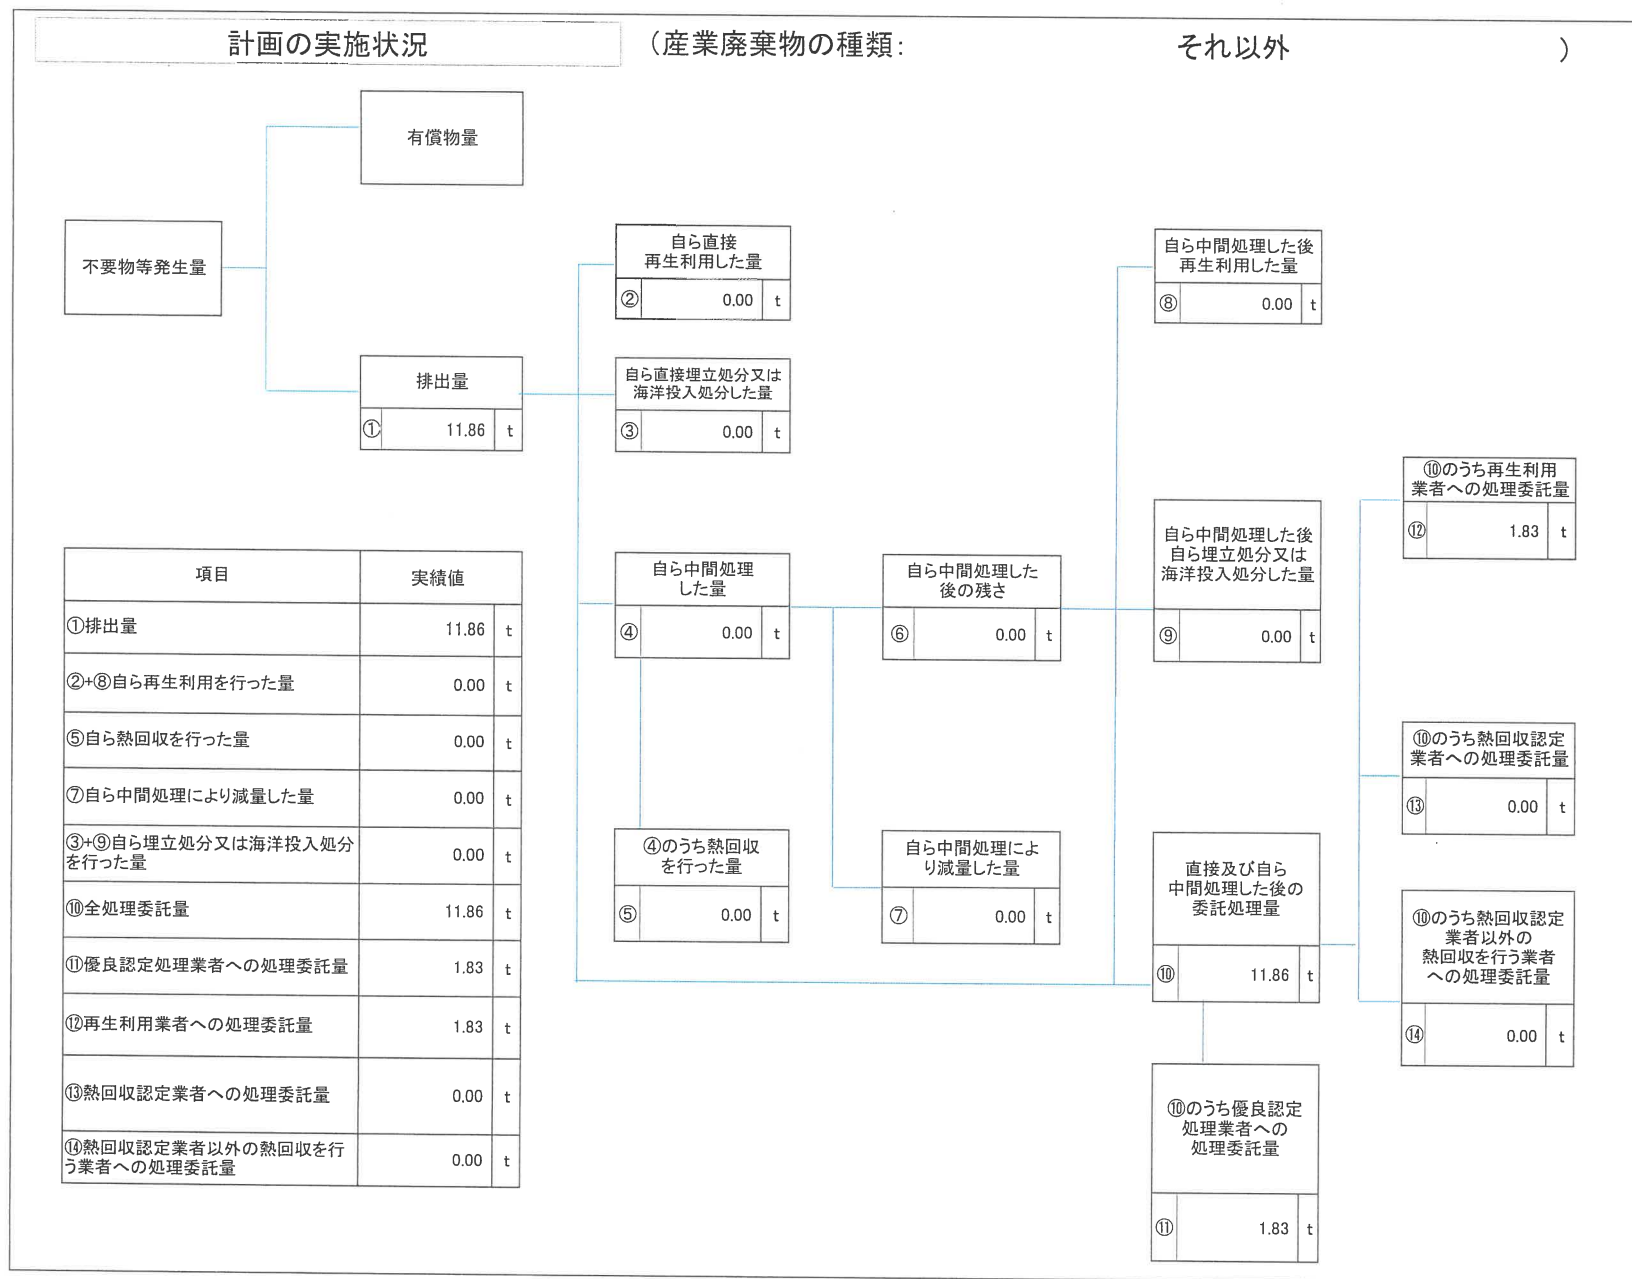 計画の実施状況 (産業廃棄物の種類: それ以外 )
有償物量
不要物等発生量
排出量
① 11.86 t
自ら直接
再生利用した量
② 0.00 t
自ら直接埋立処分又は
海洋投入処分した量
③ 0.00 t
自ら中間処理
した量
④ 0.00 t
④のうち熱回収
を行った量
⑤ 0.00 t
自ら中間処理した
後の残さ
⑥ 0.00 t
自ら中間処理によ
り減量した量
⑦ 0.00 t
自ら中間処理した後
再生利用した量
⑧ 0.00 t
自ら中間処理した後
自ら埋立処分又は
海洋投入処分した量
⑨ 0.00 t
直接及び自ら
中間処理した後の
委託処理量
⑩ 11.86 t
⑩のうち優良認定
処理業者への
処理委託量
⑪ 1.83 t
⑩のうち再生利用
業者への処理委託量
⑫ 1.83 t
⑩のうち熱回収認定
業者への処理委託量
⑬ 0.00 t
⑩のうち熱回収認定
業者以外の
熱回収を行う業者
への処理委託量
⑭ 0.00 t
項目 実績値
①排出量 11.86 t
②+⑧自ら再生利用を行った量 0.00 t
⑤自ら熱回収を行った量 0.00 t
⑦自ら中間処理により減量した量 0.00 t
③+⑨自ら埋立処分又は海洋投入処分
を行った量 0.00 t
⑩全処理委託量 11.86 t
⑪優良認定処理業者への処理委託量 1.83 t
⑫再生利用業者への処理委託量 1.83 t
⑬熱回収認定業者への処理委託量 0.00 t
⑭熱回収認定業者以外の熱回収を行
う業者への処理委託量 0.00 t